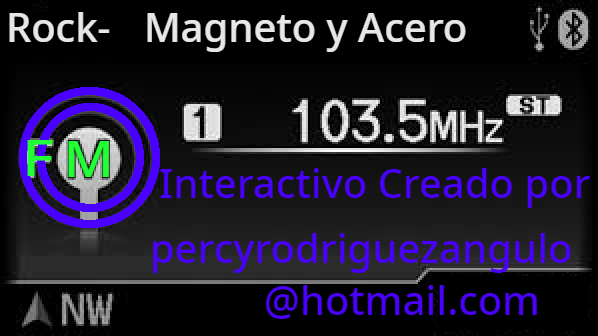 Rock- Magneto y Acero
1 103.5MHz ST
FM
Interactivo Creado por
percyrodriguezangulo
@hotmail.com
NW